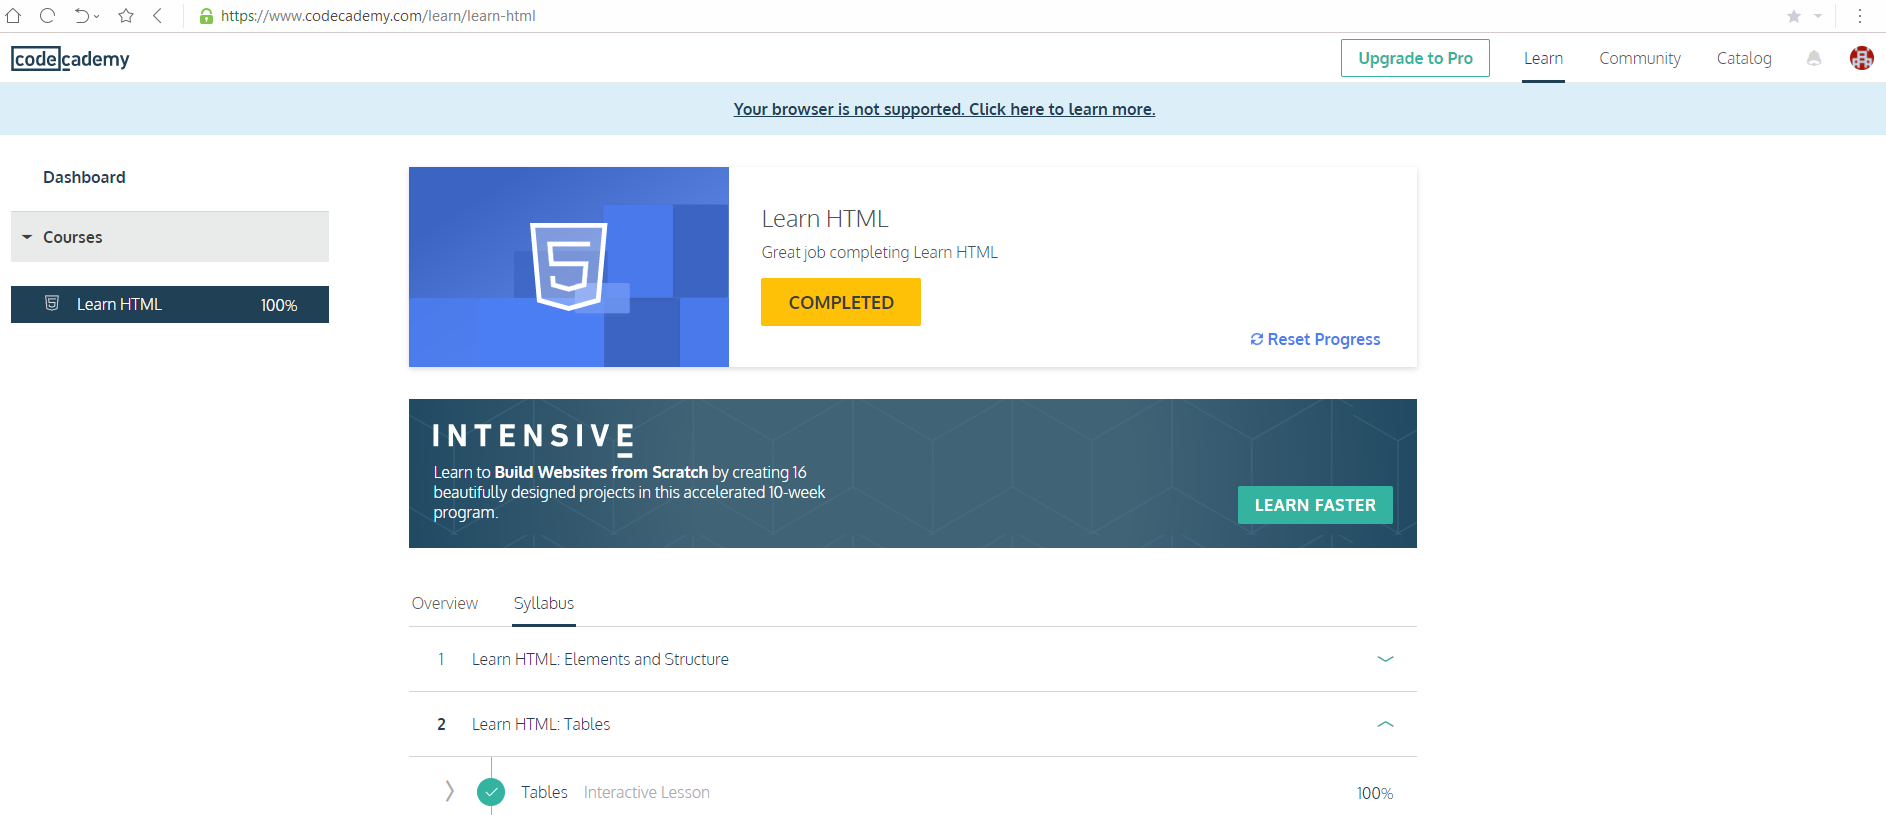 https://www.codecademy.com/learn/learn-html
codecademy
Upgrade to Pro
Learn
Community
Catalog
Your browser is not supported. Click here to learn more.
Dashboard
Courses
Learn HTML
100%
Learn HTML
Great job completing Learn HTML
COMPLETED
Reset Progress
INTENSIVE
Learn to Build Websites from Scratch by creating 16
beautifully designed projects in this accelerated 10-week
program.
LEARN FASTER
Overview
Syllabus
1 Learn HTML: Elements and Structure
2 Learn HTML: Tables
Tables Interactive Lesson 100%